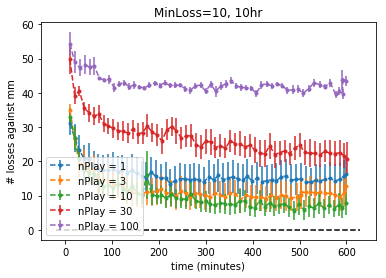 MinLoss=10, 10hr
# losses against mm
60
50
40
30
20
10
0
nPlay = 1
nPlay = 3
nPlay = 10
nPlay = 30
nPlay = 100
0 100 200 300 400 500 600
time (minutes)